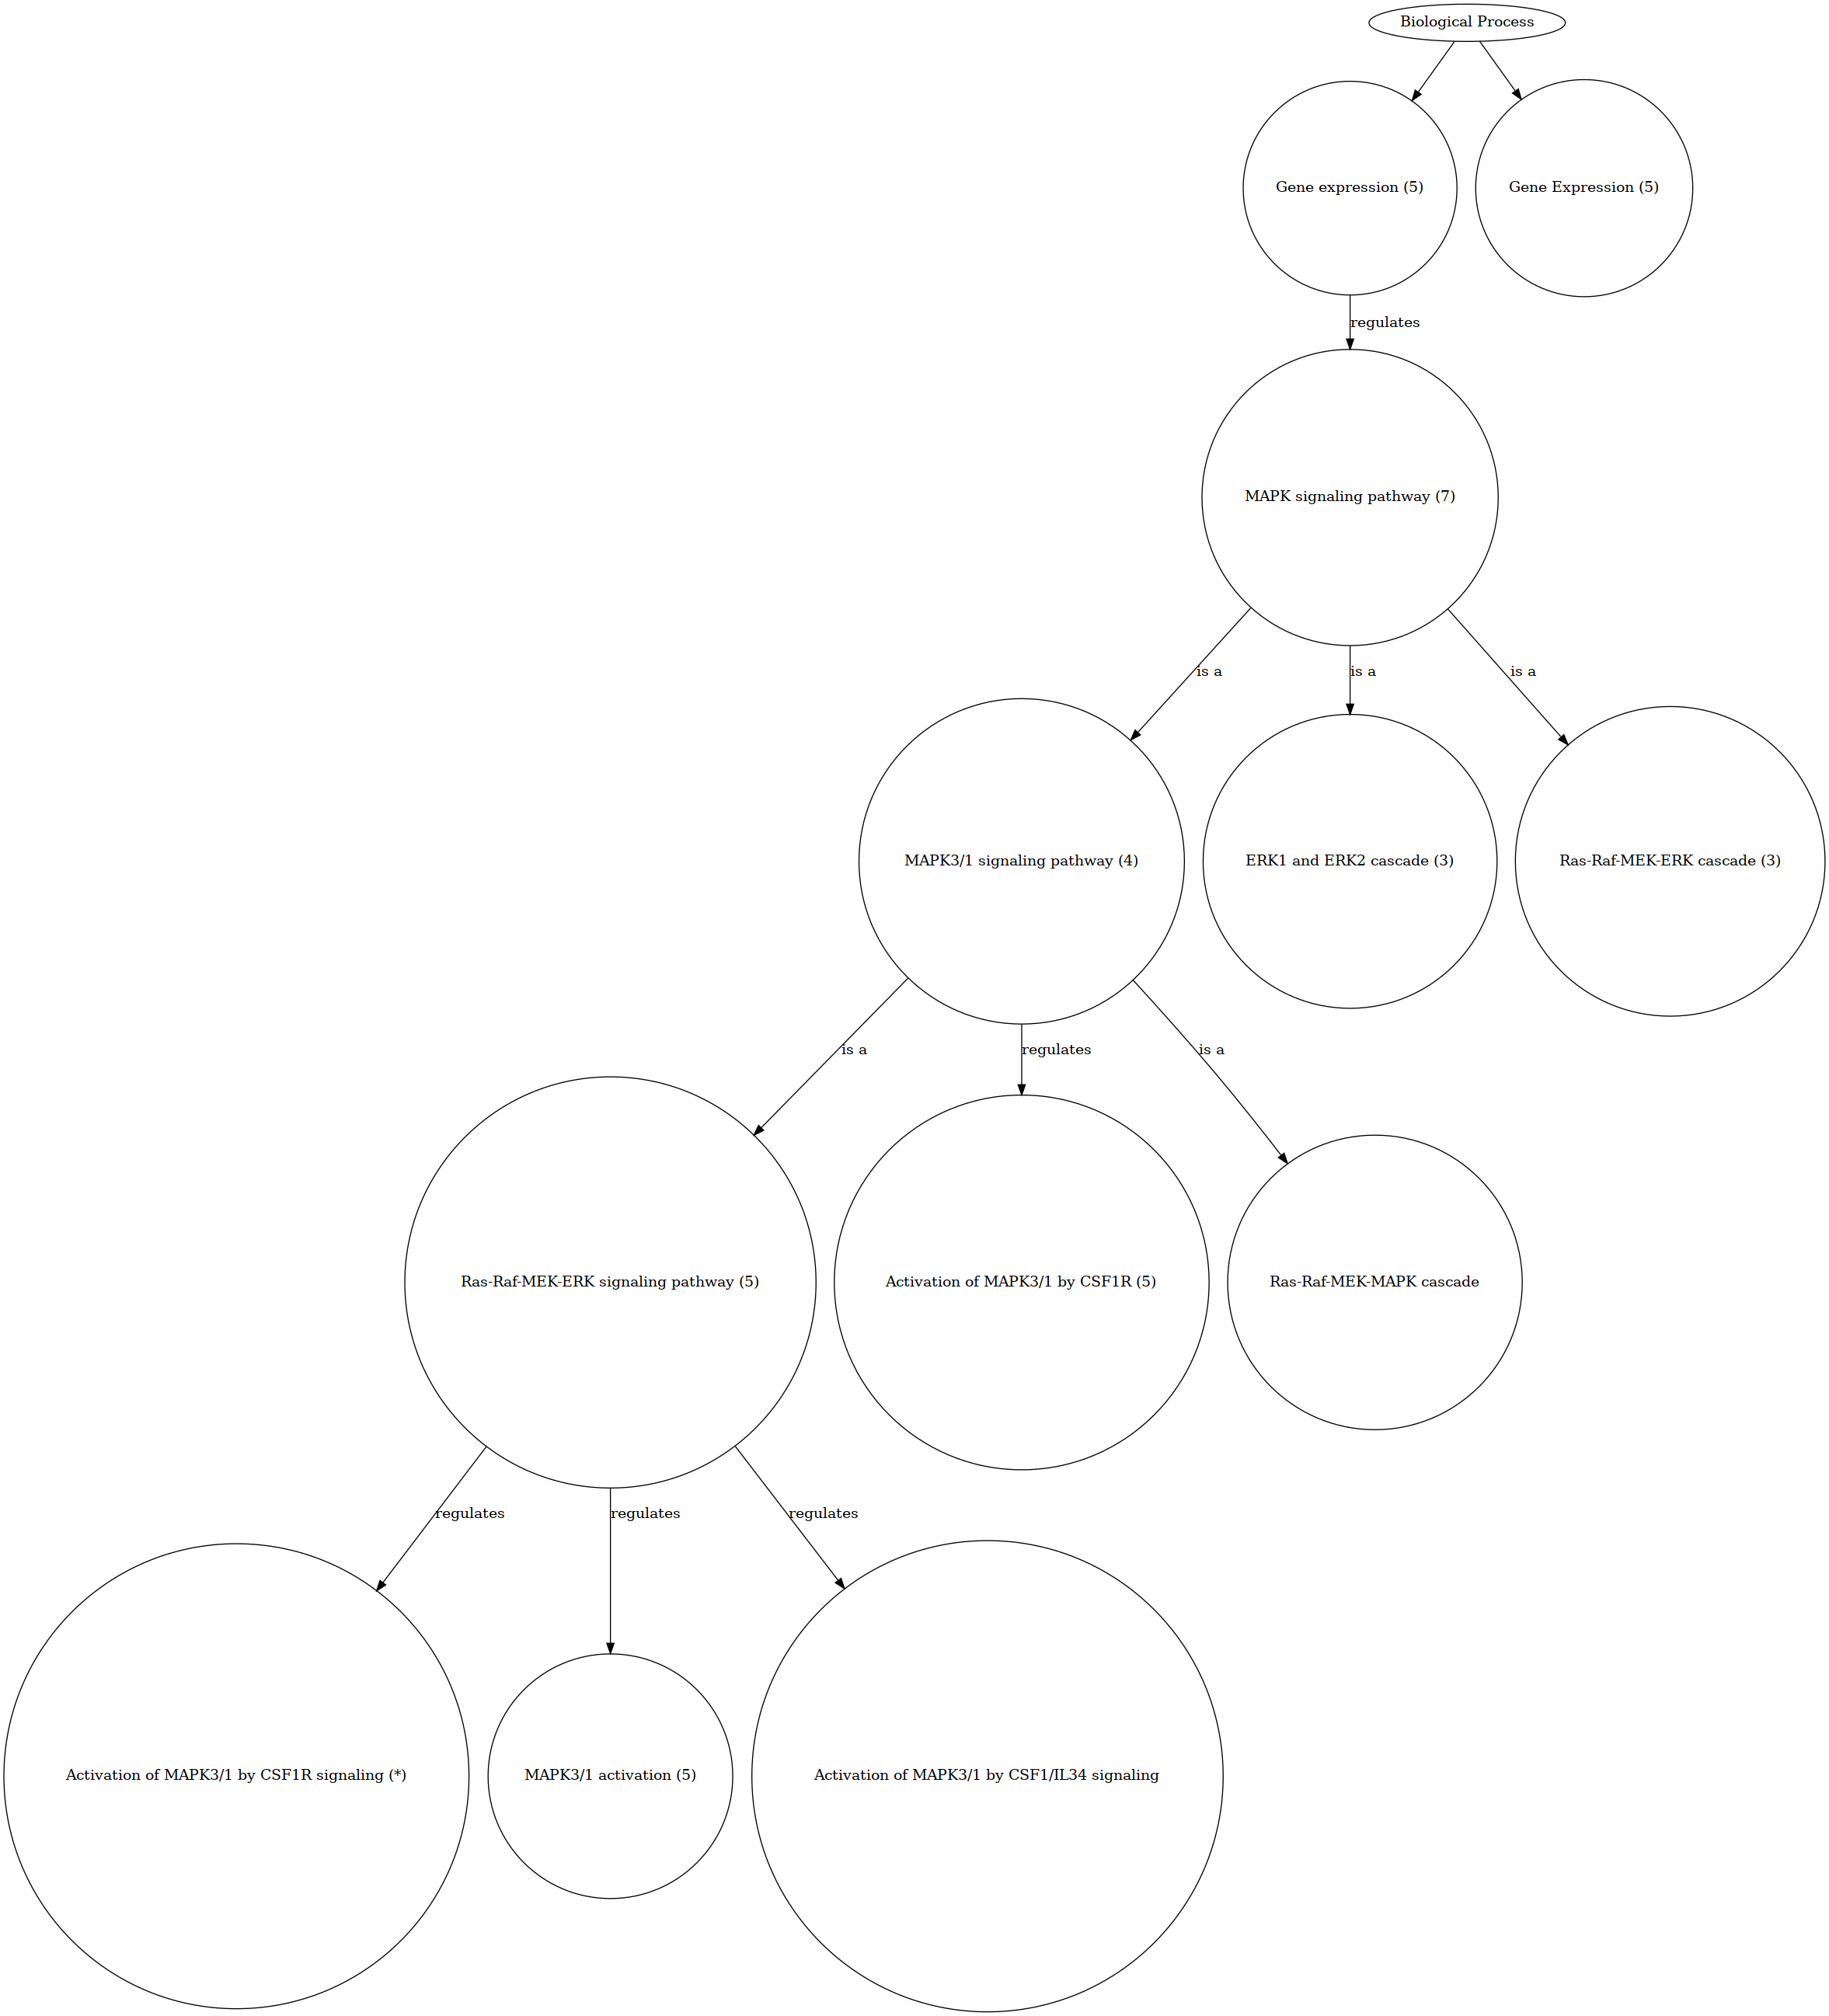 Biological Process
Gene expression (5)
Gene Expression (5)
regulates
MAPK signaling pathway (7)
is a
is a
is a
MAPK3/1 signaling pathway (4)
ERK1 and ERK2 cascade (3)
Ras-Raf-MEK-ERK cascade (3)
is a
regulates
is a
Ras-Raf-MEK-ERK signaling pathway (5)
Activation of MAPK3/1 by CSF1R (5)
Ras-Raf-MEK-MAPK cascade
regulates
regulates
regulates
Activation of MAPK3/1 by CSF1R signaling (*)
MAPK3/1 activation (5)
Activation of MAPK3/1 by CSF1/IL34 signaling